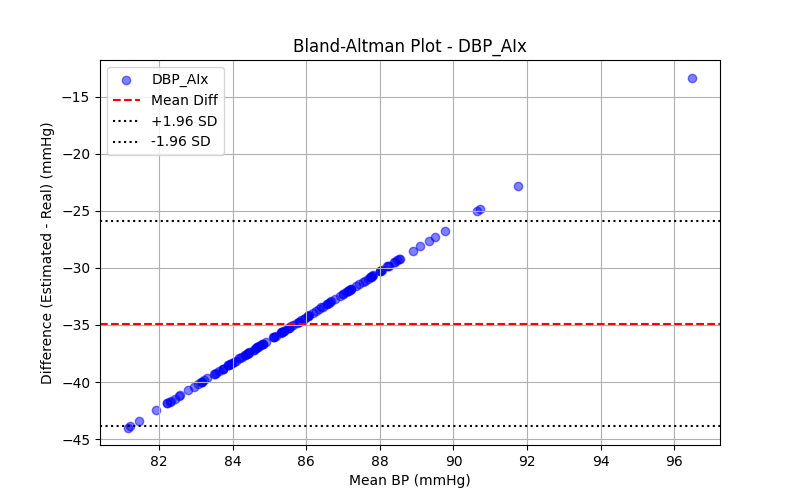 Bland-Altman Plot - DBP_AIx
DBP_AIx
Mean Diff
+1.96 SD
-1.96 SD
Difference (Estimated - Real) (mmHg)
−15
−20
−25
−30
−35
−40
−45
82 84 86 88 90 92 94 96
Mean BP (mmHg)